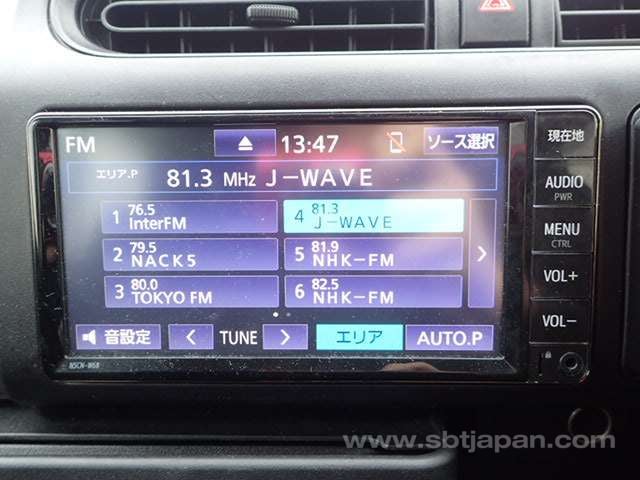 FM 13:47 ソース選択
エリア.P 81.3 MHz J-WAVE
1 76.5 InterFM
2 79.5 NACK5
3 80.0 TOKYO FM
4 81.3 J-WAVE
5 81.9 NHK-FM
6 82.5 NHK-FM
音設定 < TUNE > エリア AUTO.P
現在地
AUDIO
PWR
MENU
CTRL
VOL+
VOL-
NSCN-W68
www.sbtjapan.com